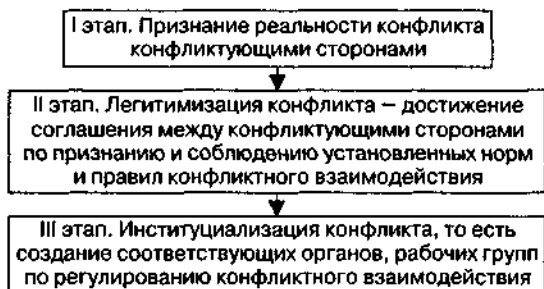 I этап. Признание реальности конфликта
конфликтующими сторонами
II этап. Легитимизация конфликта – достижение
соглашения между конфликтующими сторонами
по признанию и соблюдению установленных норм
и правил конфликтного взаимодействия
III этап. Институциализация конфликта, то есть
создание соответствующих органов, рабочих групп
по регулированию конфликтного взаимодействия